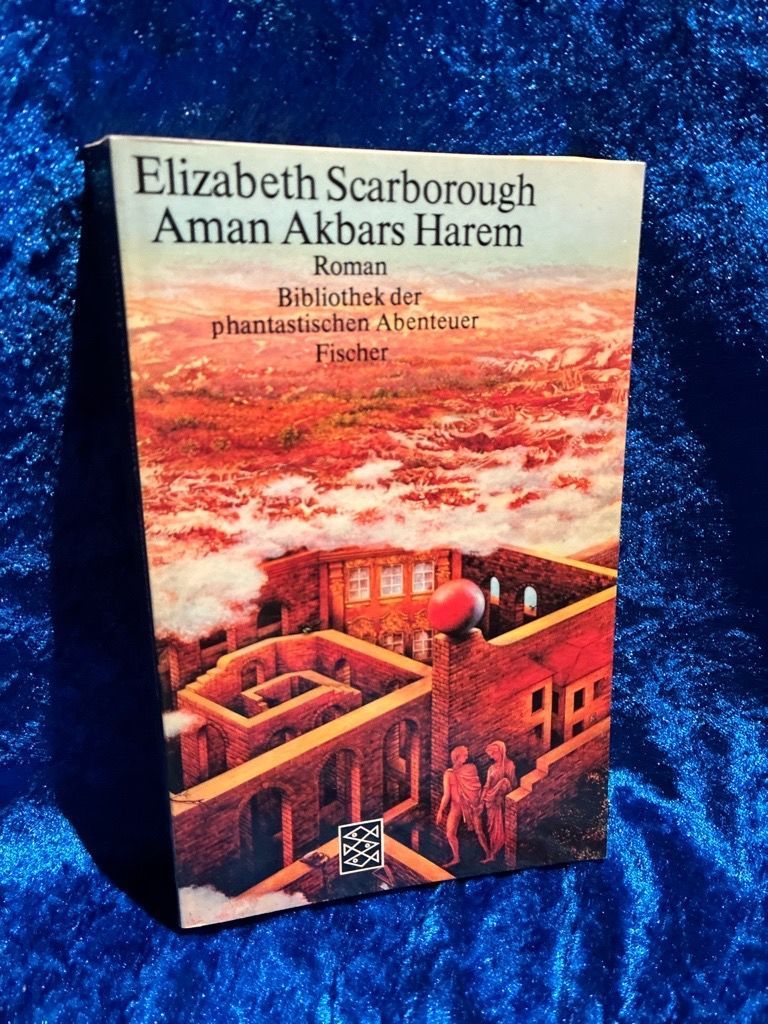 Elizabeth Scarborough
Aman Akbars Harem
Roman
Bibliothek der
phantastischen Abenteuer
Fischer